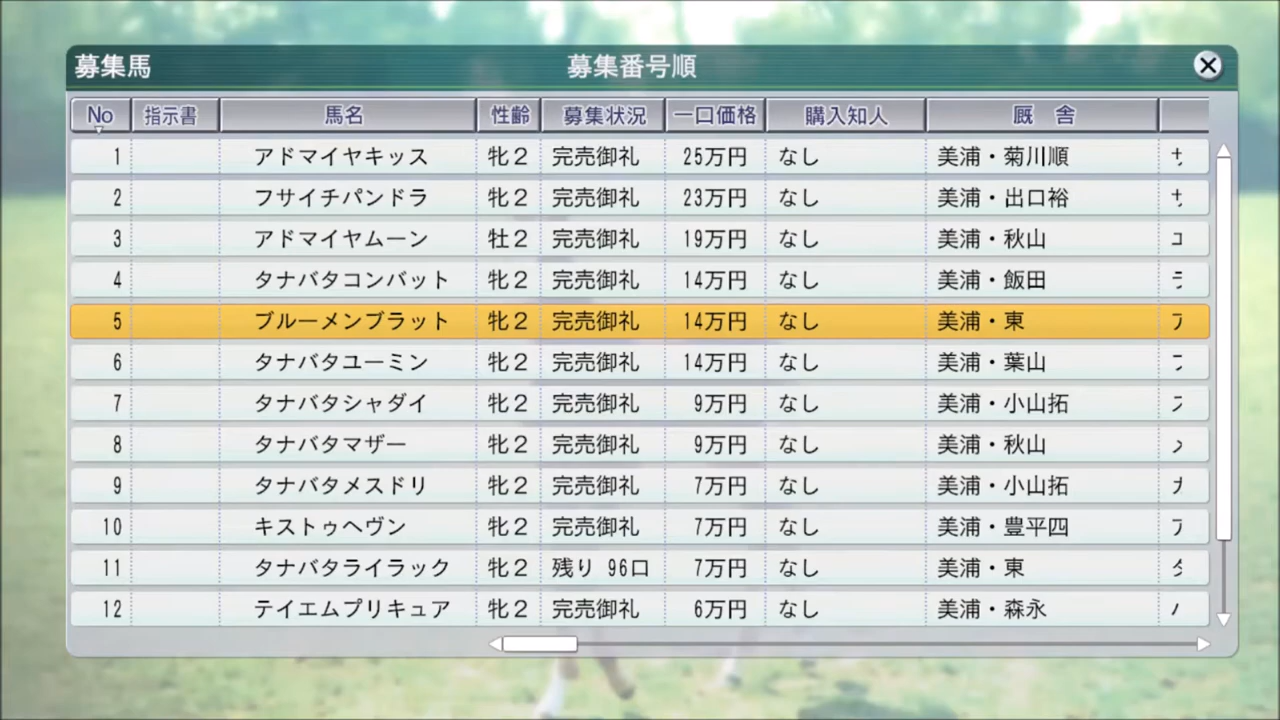 募集馬 募集番号順
No 指示書 馬名 性齢 募集状況 一口価格 購入知人 厩舎
1 アドマイヤキッス 牝2 完売御礼 25万円 なし 美浦・菊川順
2 フサイチパンドラ 牝2 完売御礼 23万円 なし 美浦・出口裕
3 アドマイヤムーン 牡2 完売御礼 19万円 なし 美浦・秋山
4 タナバタコンバット 牝2 完売御礼 14万円 なし 美浦・飯田
5 ブルーメンブラット 牝2 完売御礼 14万円 なし 美浦・東
6 タナバタユーミン 牝2 完売御礼 14万円 なし 美浦・葉山
7 タナバタシャダイ 牝2 完売御礼 9万円 なし 美浦・小山拓
8 タナバタマザー 牝2 完売御礼 9万円 なし 美浦・秋山
9 タナバタメスドリ 牝2 完売御礼 7万円 なし 美浦・小山拓
10 キストゥヘヴン 牝2 完売御礼 7万円 なし 美浦・豊平四
11 タナバタライラック 牝2 残り 96口 7万円 なし 美浦・東
12 テイエムプリキュア 牝2 完売御礼 6万円 なし 美浦・森永